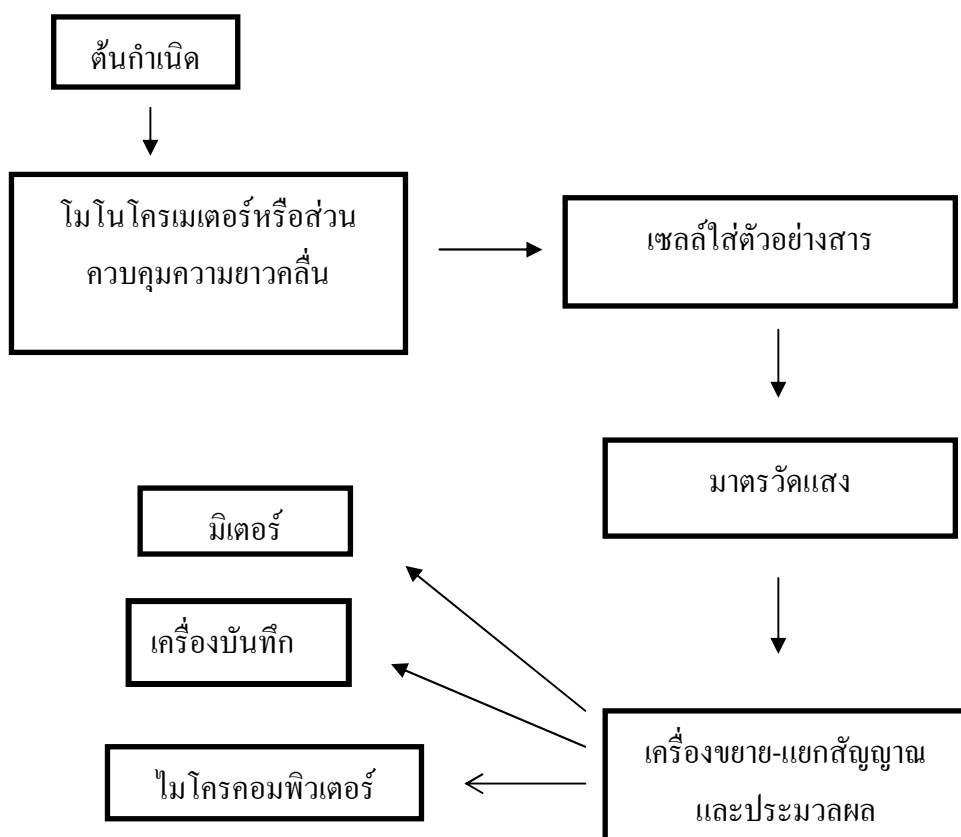 ต้นกำเนิด
โมโนโครเมเตอร์หรือส่วน
ควบคุมความยาวคลื่น
เซลล์ใส่ตัวอย่างสาร
มาตรวัดแสง
มิเตอร์
เครื่องบันทึก
ไมโครคอมพิวเตอร์
เครื่องขยาย-แยกสัญญาณ
และประมวลผล